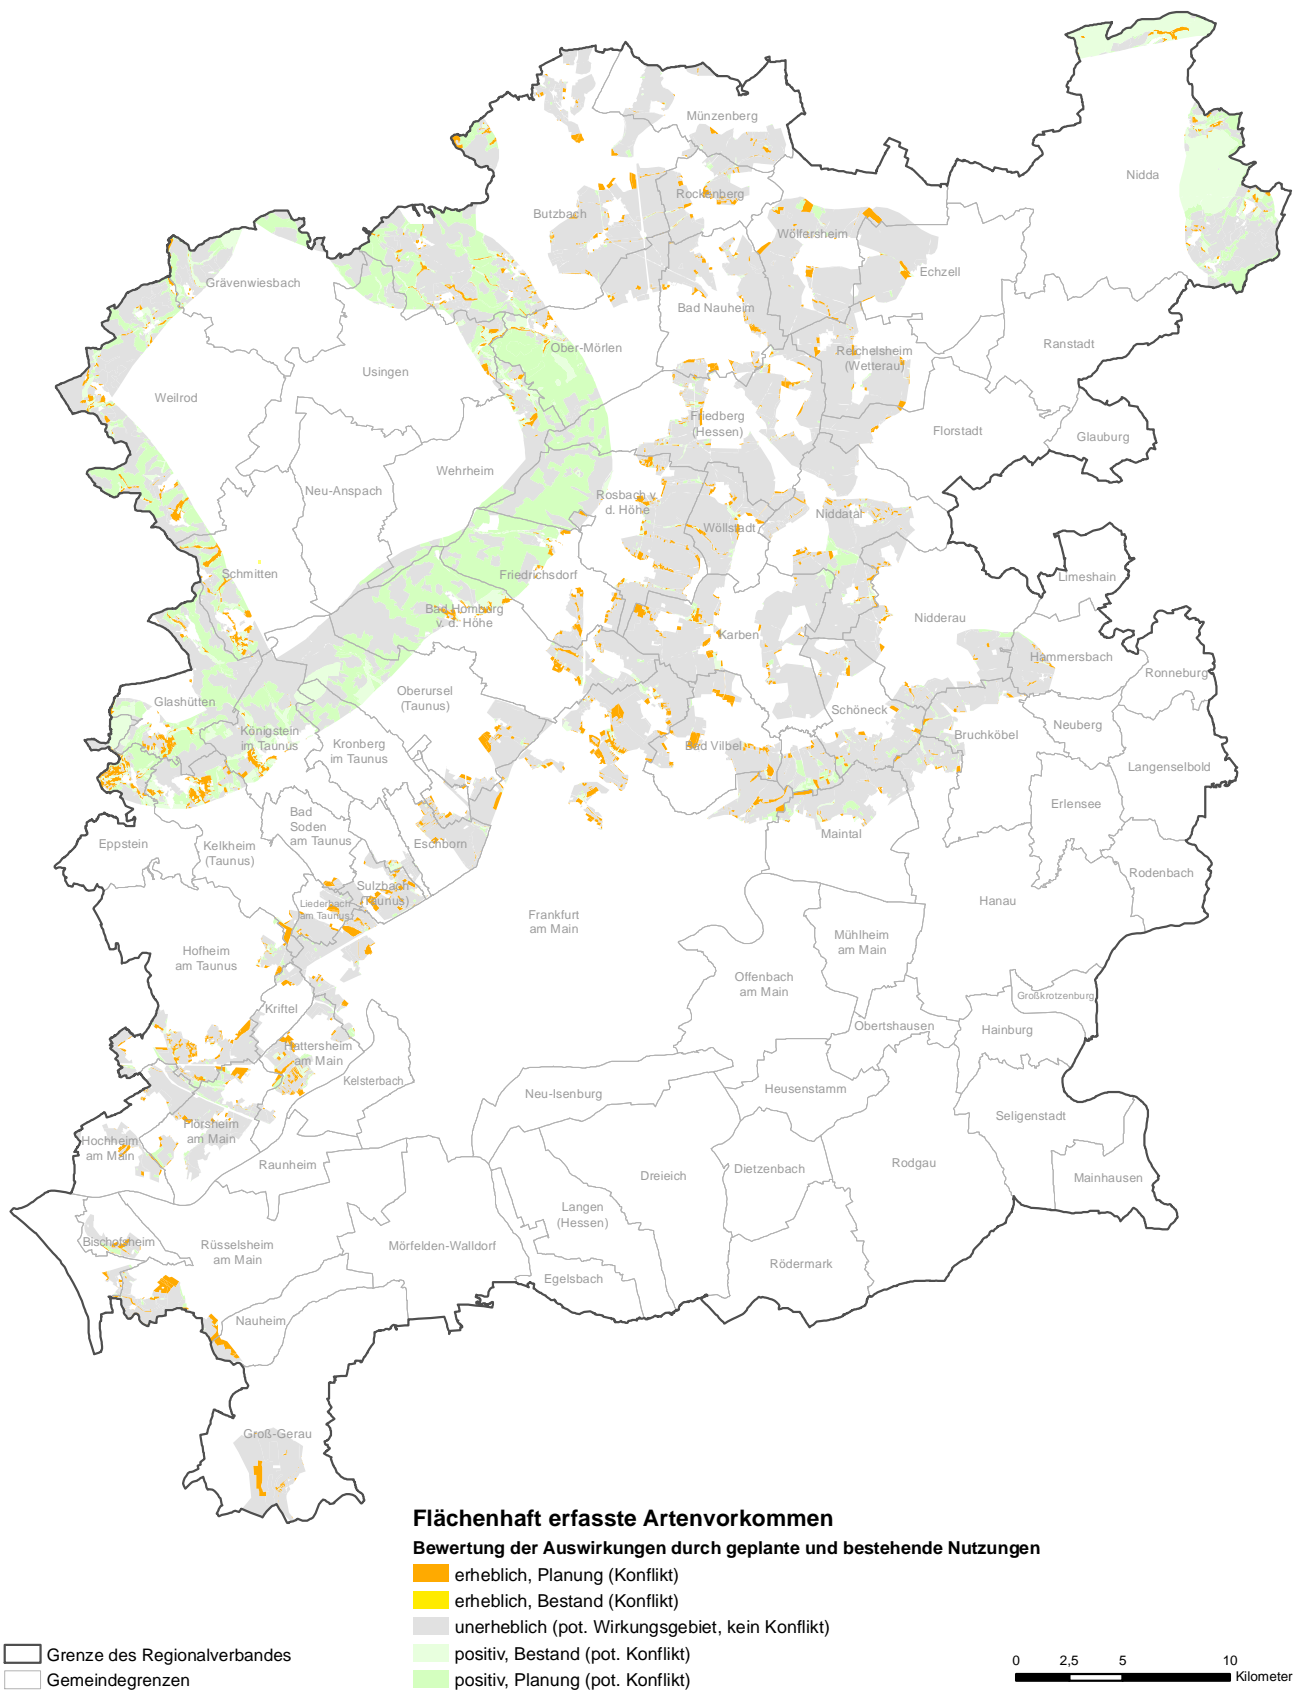 Münzenberg
Nidda
Rockenberg
Butzbach
Wölfersheim
Echzell
Grävenwiesbach
Bad Nauheim
Ober-Mörlen
Reichelsheim
(Wetterau)
Ranstadt
Usingen
Weilrod
Friedberg
(Hessen)
Florstadt
Glauburg
Wehrheim
Neu-Anspach
Rosbach v.
d. Höhe
Wöllstadt
Niddatal
Schmitten
Friedrichsdorf
Limeshain
Bad Homburg
v. d. Höhe
Karben
Nidderau
Hammersbach
Ronneburg
Oberursel
(Taunus)
Glashütten
Schöneck
Königstein
im Taunus
Kronberg
im Taunus
Bad Vilbel
Bruchköbel
Neuberg
Langenselbold
Erlensee
Bad
Soden
am Taunus
Eppstein
Kelkheim
(Taunus)
Eschborn
Maintal
Rodenbach
Sulzbach
(Taunus)
Liederbach
am Taunus
Frankfurt
am Main
Hanau
Hofheim
am Taunus
Mühlheim
am Main
Offenbach
am Main
Großkrotzenburg
Kriftel
Obertshausen
Hainburg
Hattersheim
am Main
Kelsterbach
Neu-Isenburg
Heusenstamm
Seligenstadt
Flörsheim
am Main
Hochheim
am Main
Raunheim
Dreieich
Dietzenbach
Rodgau
Mainhausen
Langen
(Hessen)
Bischofsheim
Rüsselsheim
am Main
Mörfelden-Walldorf
Egelsbach
Rödermark
Nauheim
Groß-Gerau
Flächenhaft erfasste Artenvorkommen
Bewertung der Auswirkungen durch geplante und bestehende Nutzungen
erheblich, Planung (Konflikt)
erheblich, Bestand (Konflikt)
unerheblich (pot. Wirkungsgebiet, kein Konflikt)
positiv, Bestand (pot. Konflikt)
positiv, Planung (pot. Konflikt)
Grenze des Regionalverbandes
Gemeindegrenzen
0 2,5 5 10
Kilometer